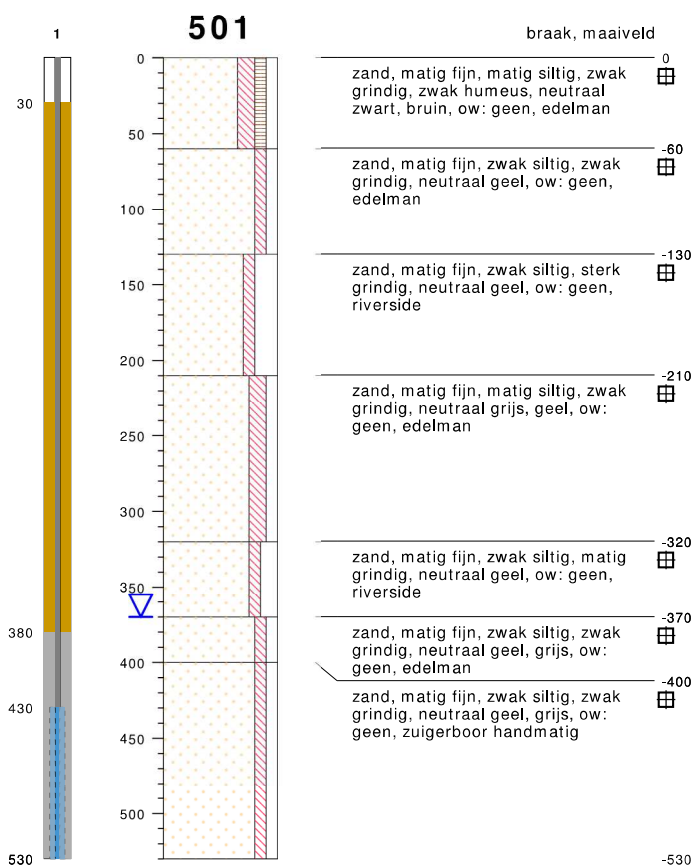 1
501
braak, maaiveld
0
30
50
100
150
200
250
300
350
400
450
500
380
430
530
0
zand, matig fijn, matig siltig, zwak
grindig, zwak humeus, neutraal
zwart, bruin, ow: geen, edelman
-60
zand, matig fijn, zwak siltig, zwak
grindig, neutraal geel, ow: geen,
edelman
-130
zand, matig fijn, zwak siltig, sterk
grindig, neutraal geel, ow: geen,
riverside
-210
zand, matig fijn, matig siltig, zwak
grindig, neutraal grijs, geel, ow:
geen, edelman
-320
zand, matig fijn, zwak siltig, matig
grindig, neutraal geel, ow: geen,
riverside
-370
zand, matig fijn, zwak siltig, zwak
grindig, neutraal geel, grijs, ow:
geen, edelman
-400
zand, matig fijn, zwak siltig, zwak
grindig, neutraal geel, grijs, ow:
geen, zuigerboor handmatig
-530